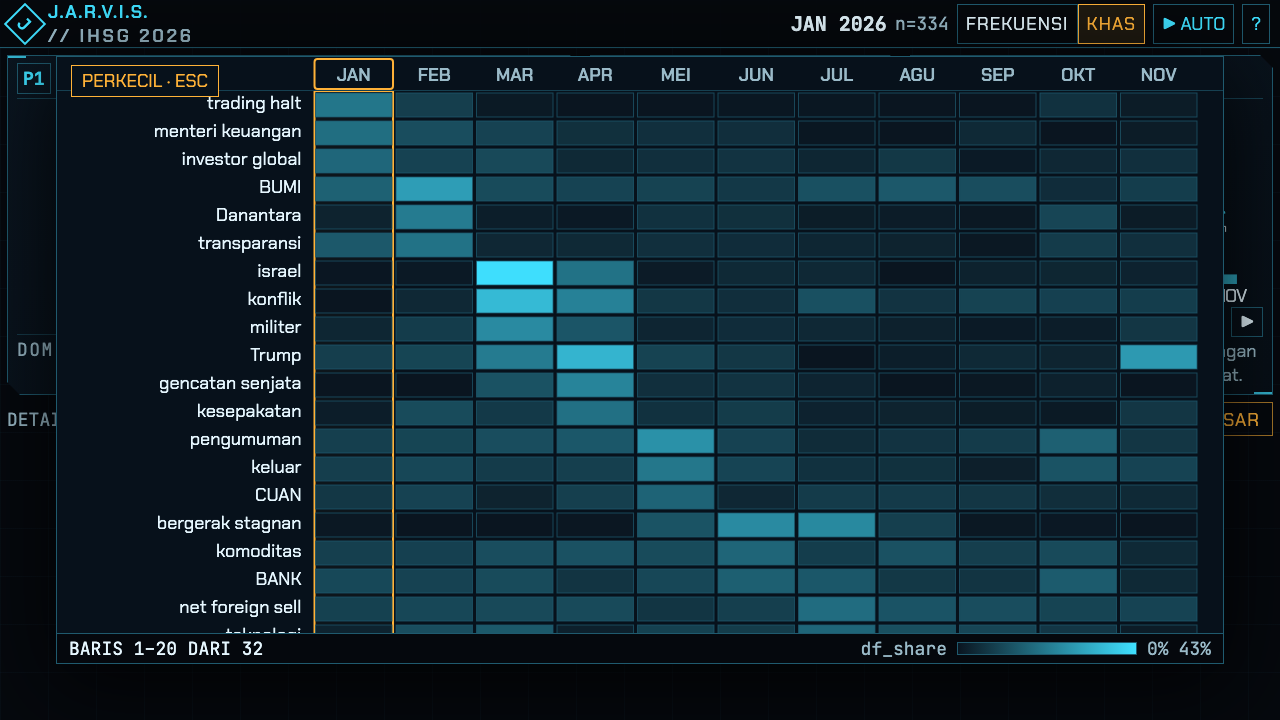 J.A.R.V.I.S.
// IHSG 2026
JAN 2026 n=334 FREKUENSI KHAS ▶ AUTO ?
P1
PERKECIL · ESC
JAN FEB MAR APR MEI JUN JUL AGU SEP OKT NOV
trading halt
menteri keuangan
investor global
BUMI
Danantara
transparansi
israel
konflik
militer
Trump
gencatan senjata
kesepakatan
pengumuman
keluar
CUAN
bergerak stagnan
komoditas
BANK
net foreign sell
DOM
DETAI
BARIS 1–20 DARI 32
df_share 0% 43%